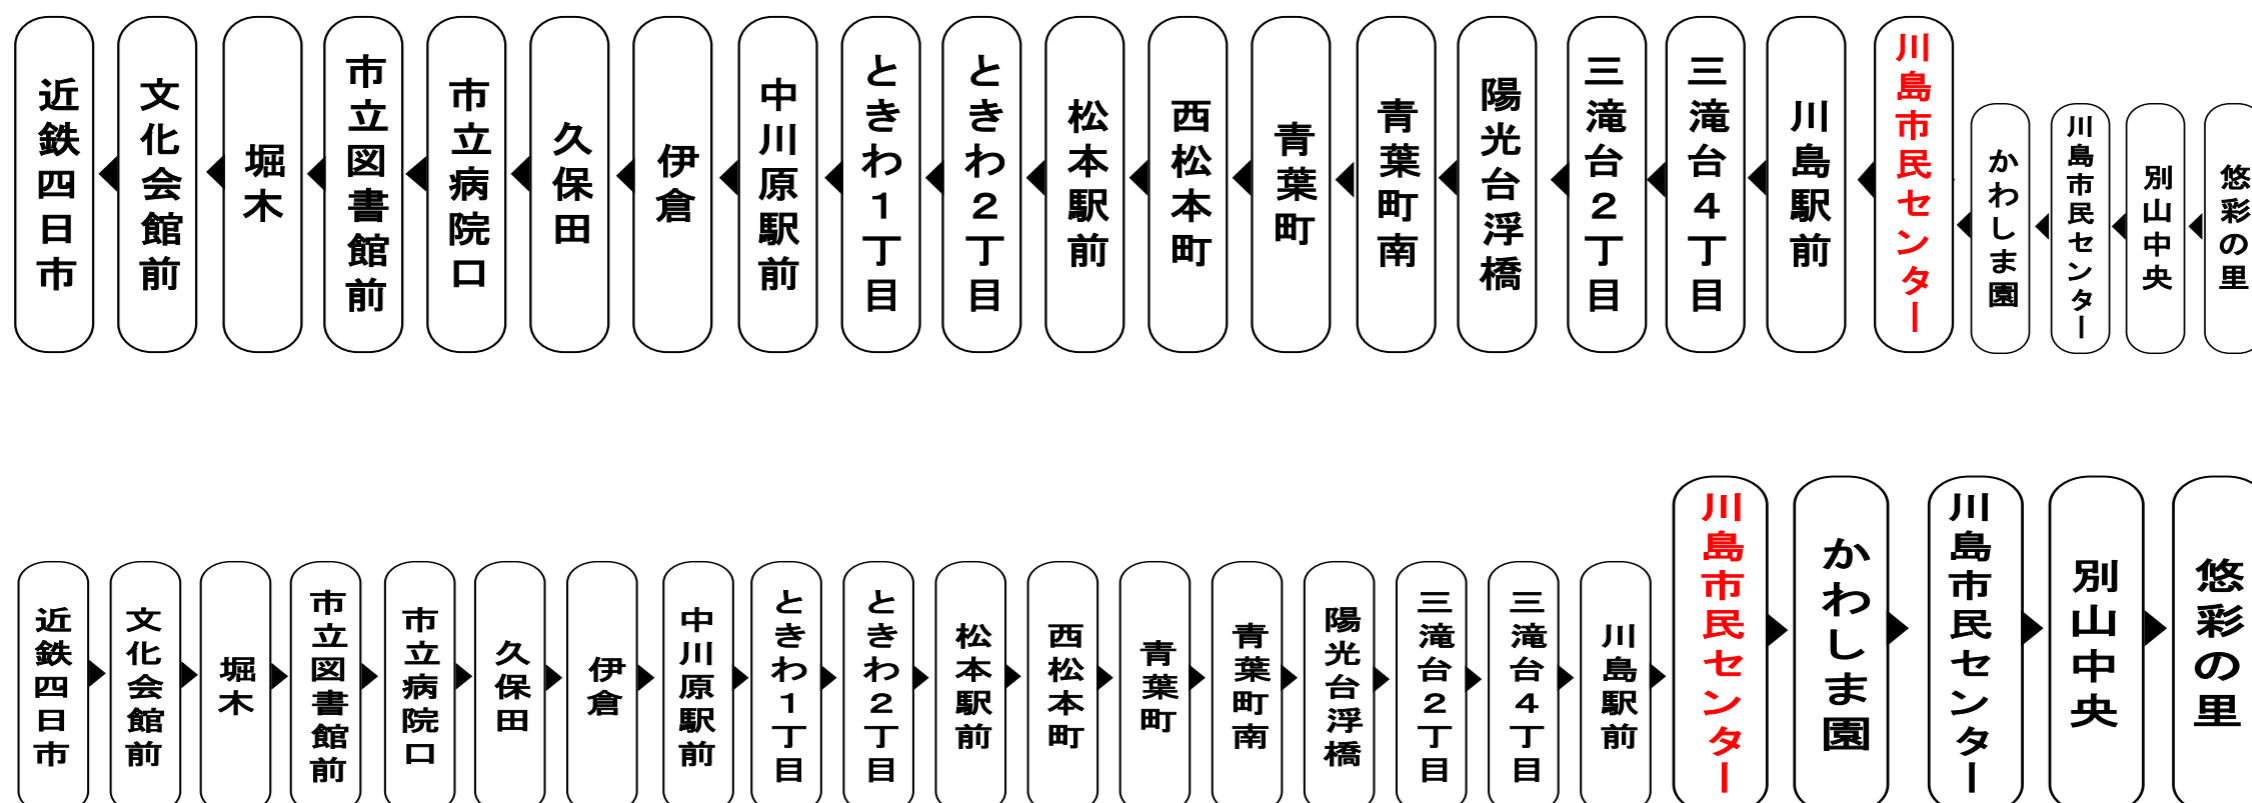 近鉄四日市
文化会館前
堀木
市立図書館前
市立病院口
久保田
伊倉
中川原駅前
ときわ1丁目
ときわ2丁目
松本駅前
西松本町
青葉町
青葉町南
陽光台浮橋
三滝台2丁目
三滝台4丁目
川島駅前
川島市民センター
かわしま園
川島市民センター
別山中央
悠彩の里
近鉄四日市
文化会館前
堀木
市立図書館前
市立病院口
久保田
伊倉
中川原駅前
ときわ1丁目
ときわ2丁目
松本駅前
西松本町
青葉町
青葉町南
陽光台浮橋
三滝台2丁目
三滝台4丁目
川島駅前
川島市民センター
かわしま園
川島市民センター
別山中央
悠彩の里